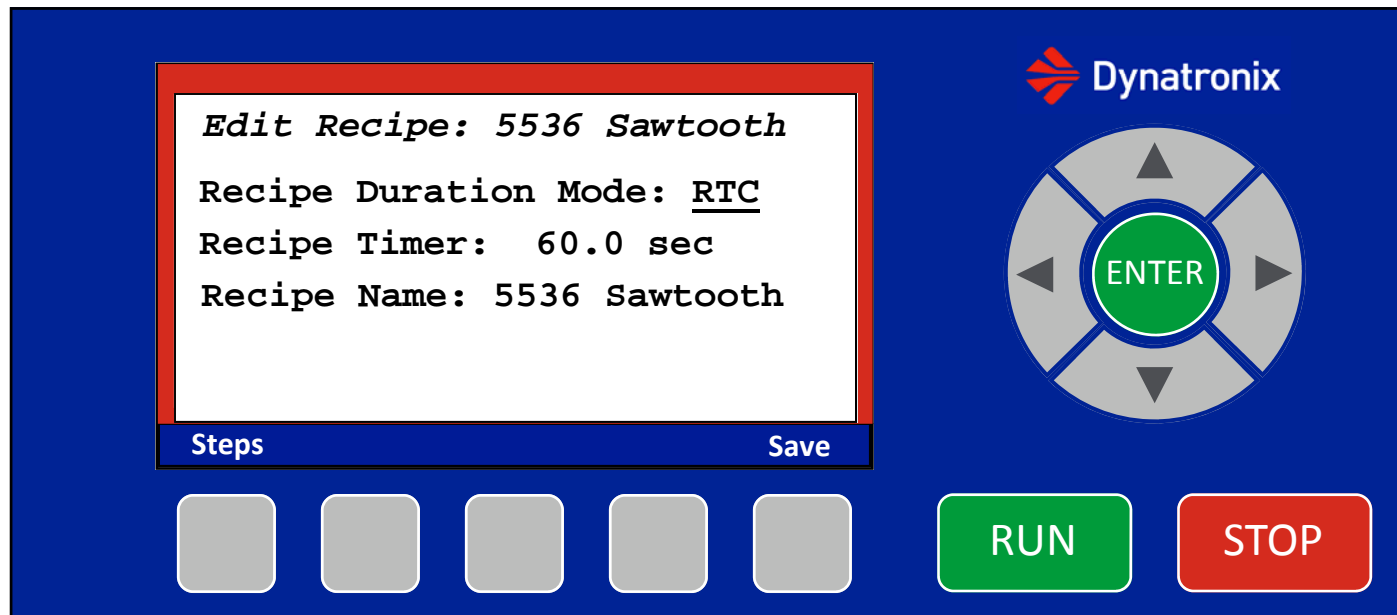 Dynatronix
Edit Recipe: 5536 Sawtooth
Recipe Duration Mode: RTC
Recipe Timer: 60.0 sec
Recipe Name: 5536 Sawtooth
Steps Save
ENTER
RUN STOP